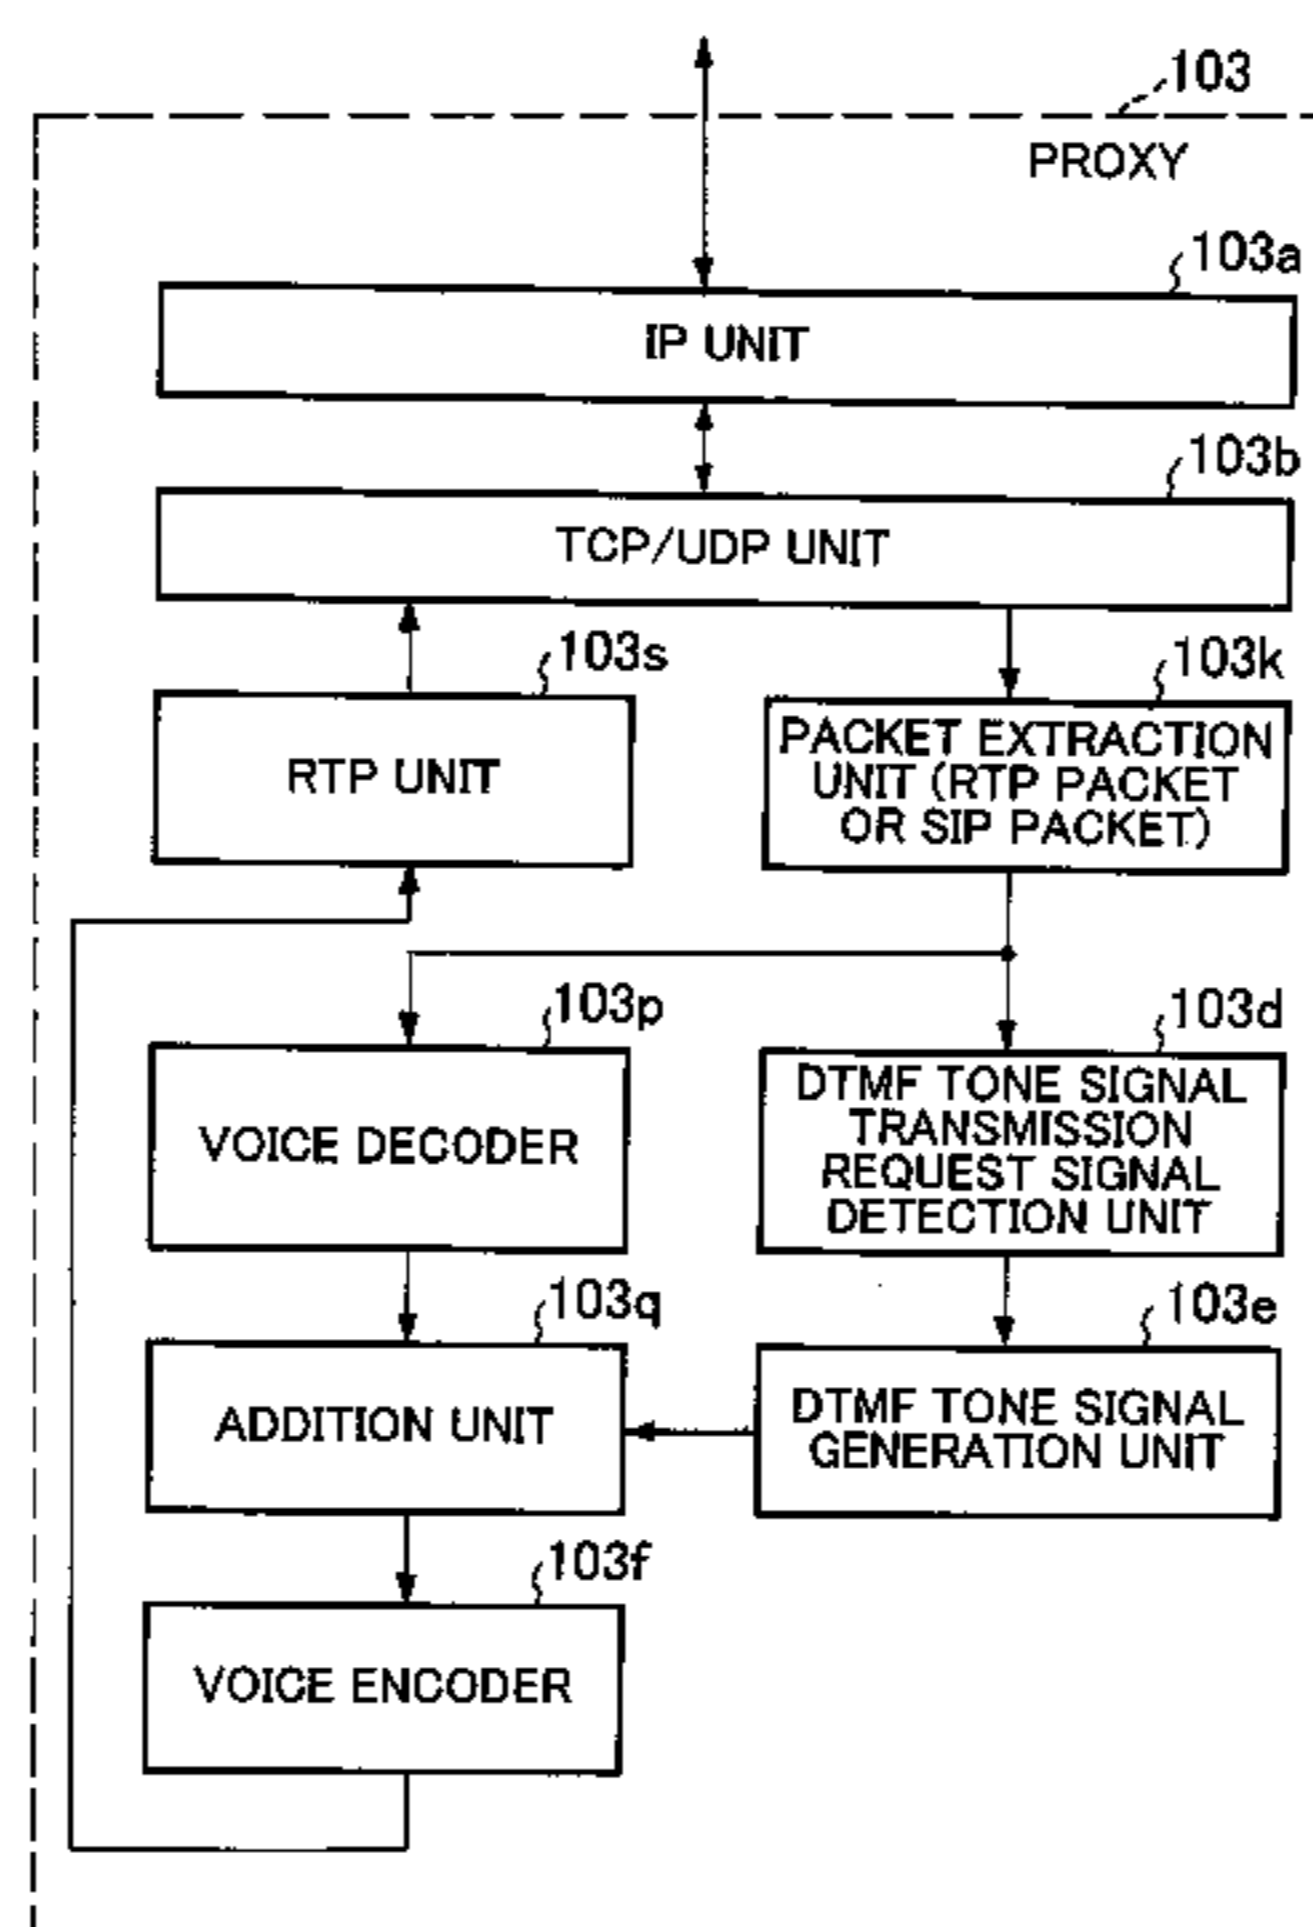 103
PROXY
103a
IP UNIT
103b
TCP/UDP UNIT
103s
RTP UNIT
103k
PACKET EXTRACTION
UNIT (RTP PACKET
OR SIP PACKET)
103p
VOICE DECODER
103d
DTMF TONE SIGNAL
TRANSMISSION
REQUEST SIGNAL
DETECTION UNIT
103q
ADDITION UNIT
103e
DTMF TONE SIGNAL
GENERATION UNIT
103f
VOICE ENCODER